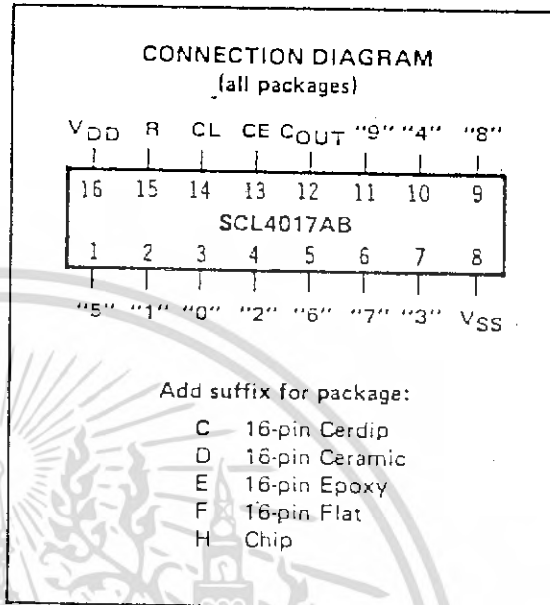 CONNECTION DIAGRAM
(all packages)
VDD R CL CE COUT "9" "4" "8"
16 15 14 13 12 11 10 9
SCL4017AB
1 2 3 4 5 6 7 8
"5" "1" "0" "2" "6" "7" "3" VSS
Add suffix for package:
C 16-pin Cerdip
D 16-pin Ceramic
E 16-pin Epoxy
F 16-pin Flat
H Chip